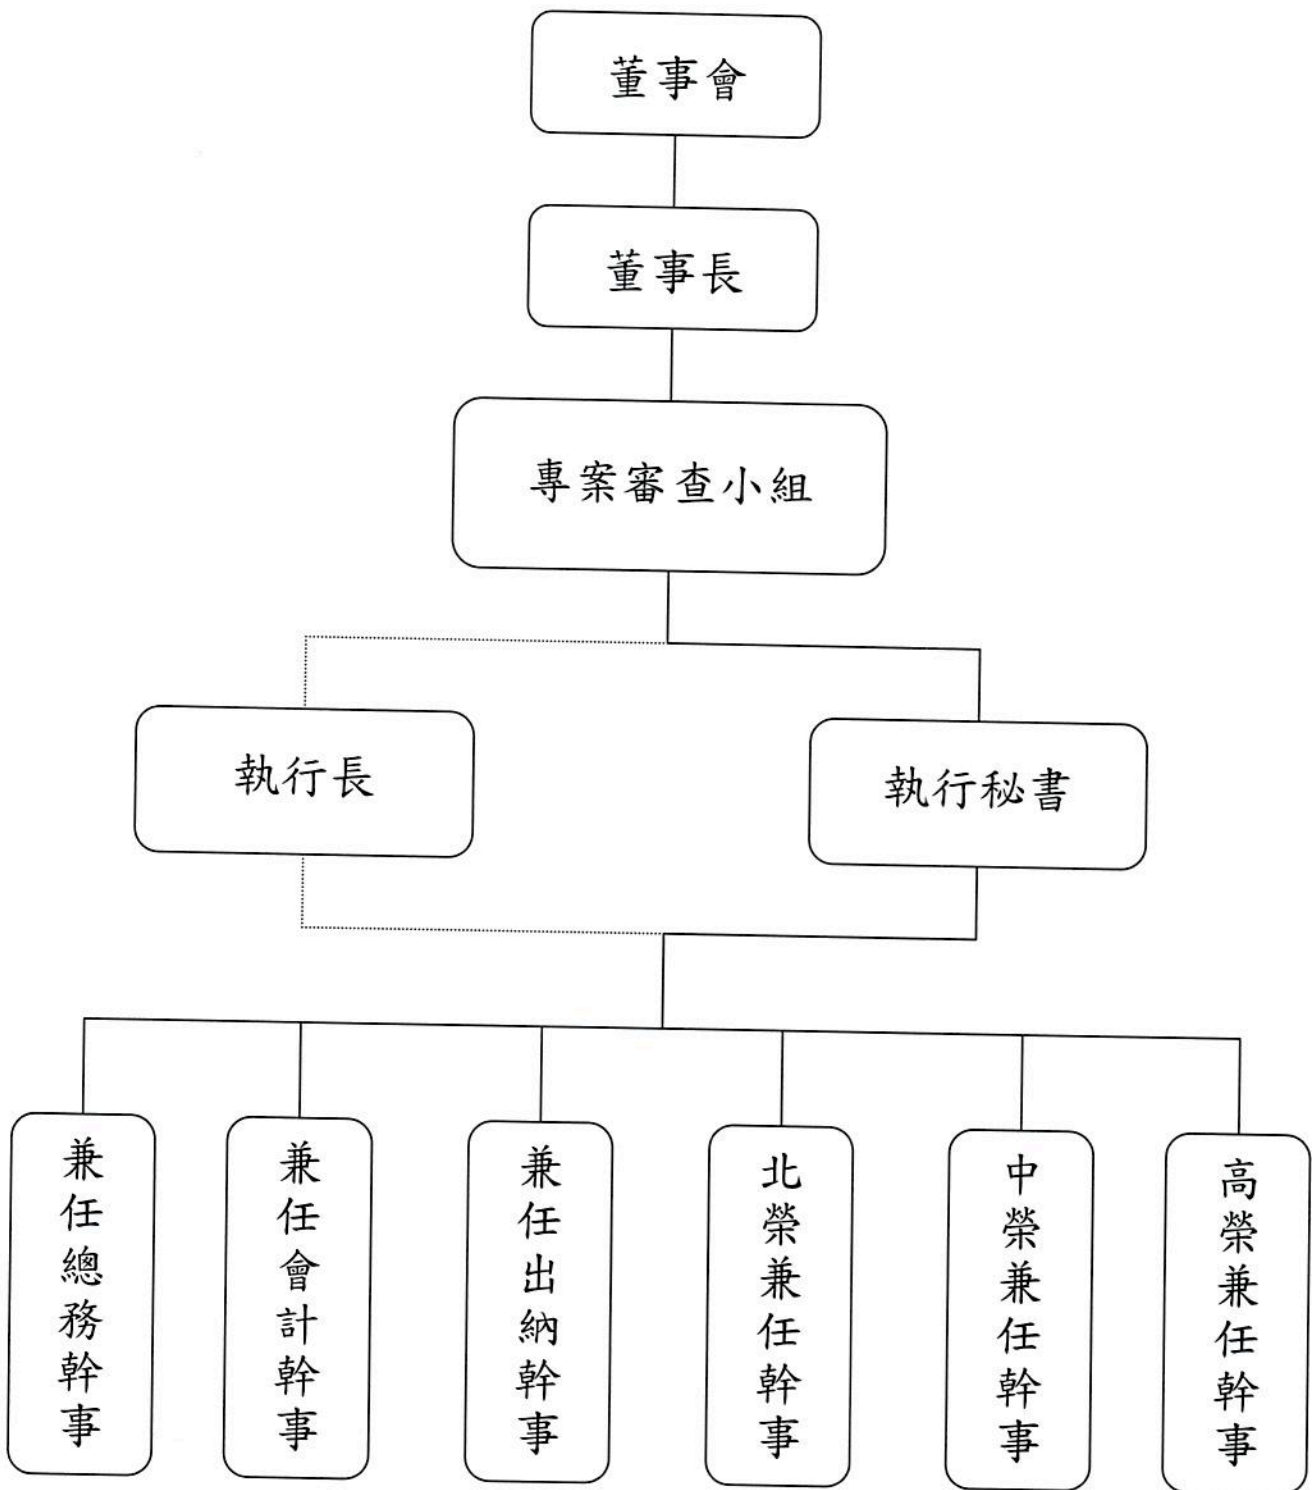 董事會
董事長
專案審查小組
執行長
執行秘書
兼任總務幹事
兼任會計幹事
兼任出納幹事
北榮兼任幹事
中榮兼任幹事
高榮兼任幹事